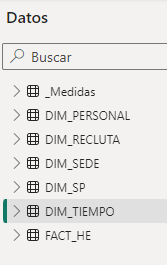 Datos
Buscar
_Medidas
DIM_PERSONAL
DIM_RECLUTA
DIM_SEDE
DIM_SP
DIM_TIEMPO
FACT_HE